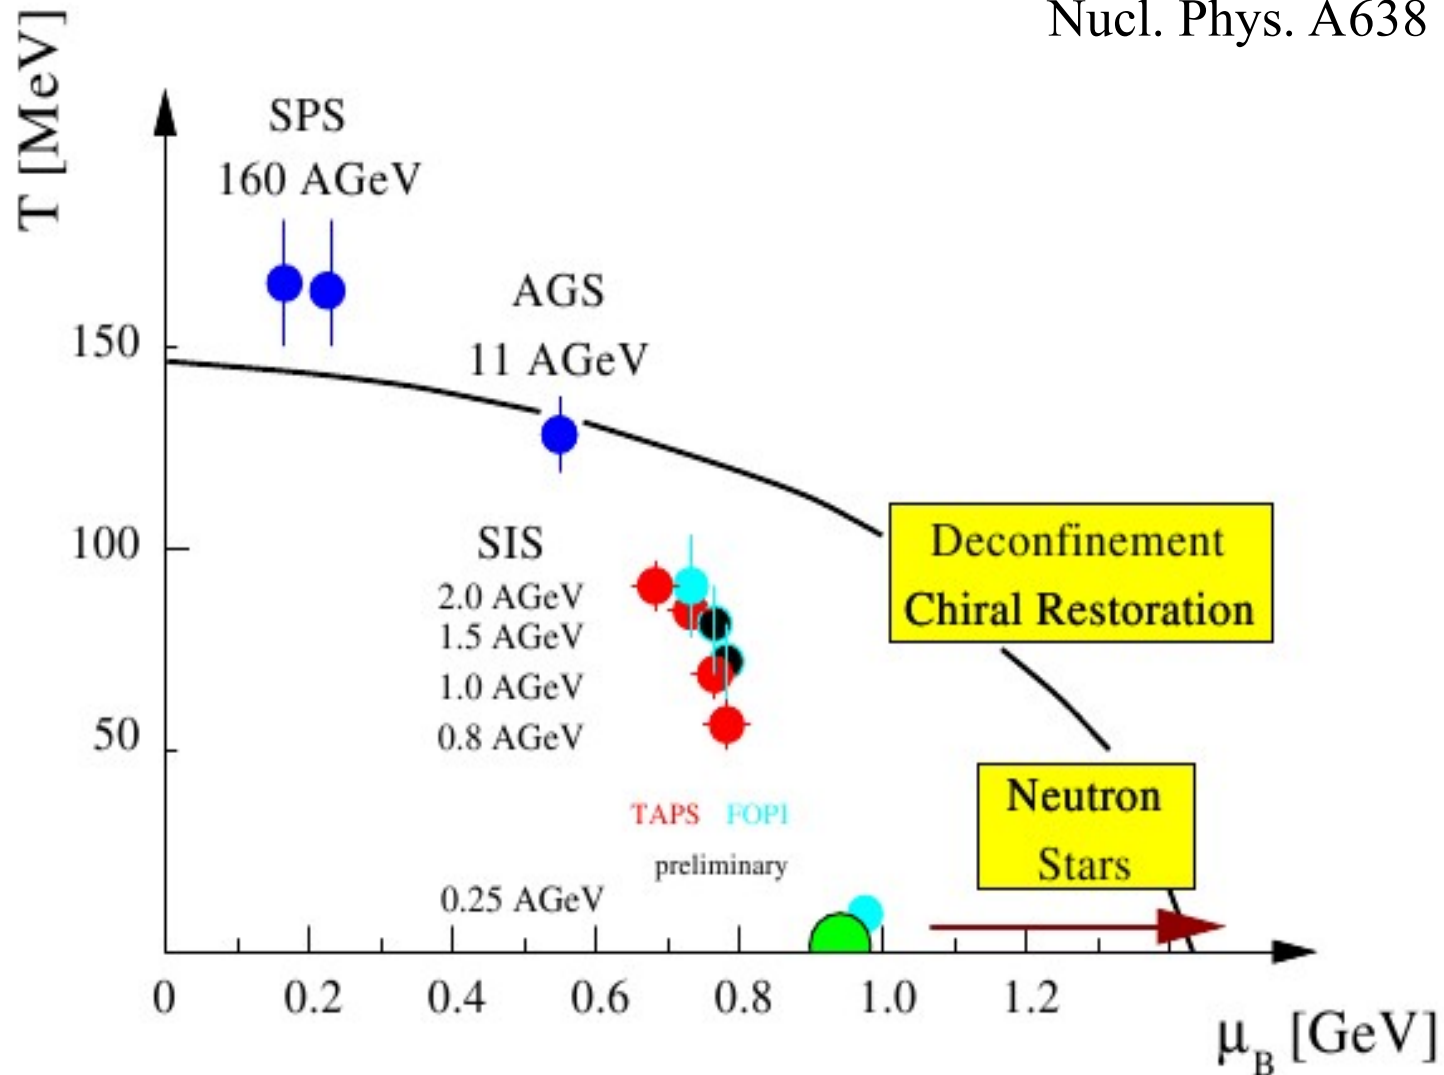 Nucl. Phys. A638
T [MeV]
SPS
160 AGeV
AGS
11 AGeV
150
100
50
SIS
2.0 AGeV
1.5 AGeV
1.0 AGeV
0.8 AGeV
Deconfinement
Chiral Restoration
TAPS FOPI
preliminary
Neutron
Stars
0.25 AGeV
0 0.2 0.4 0.6 0.8 1.0 1.2
μB [GeV]